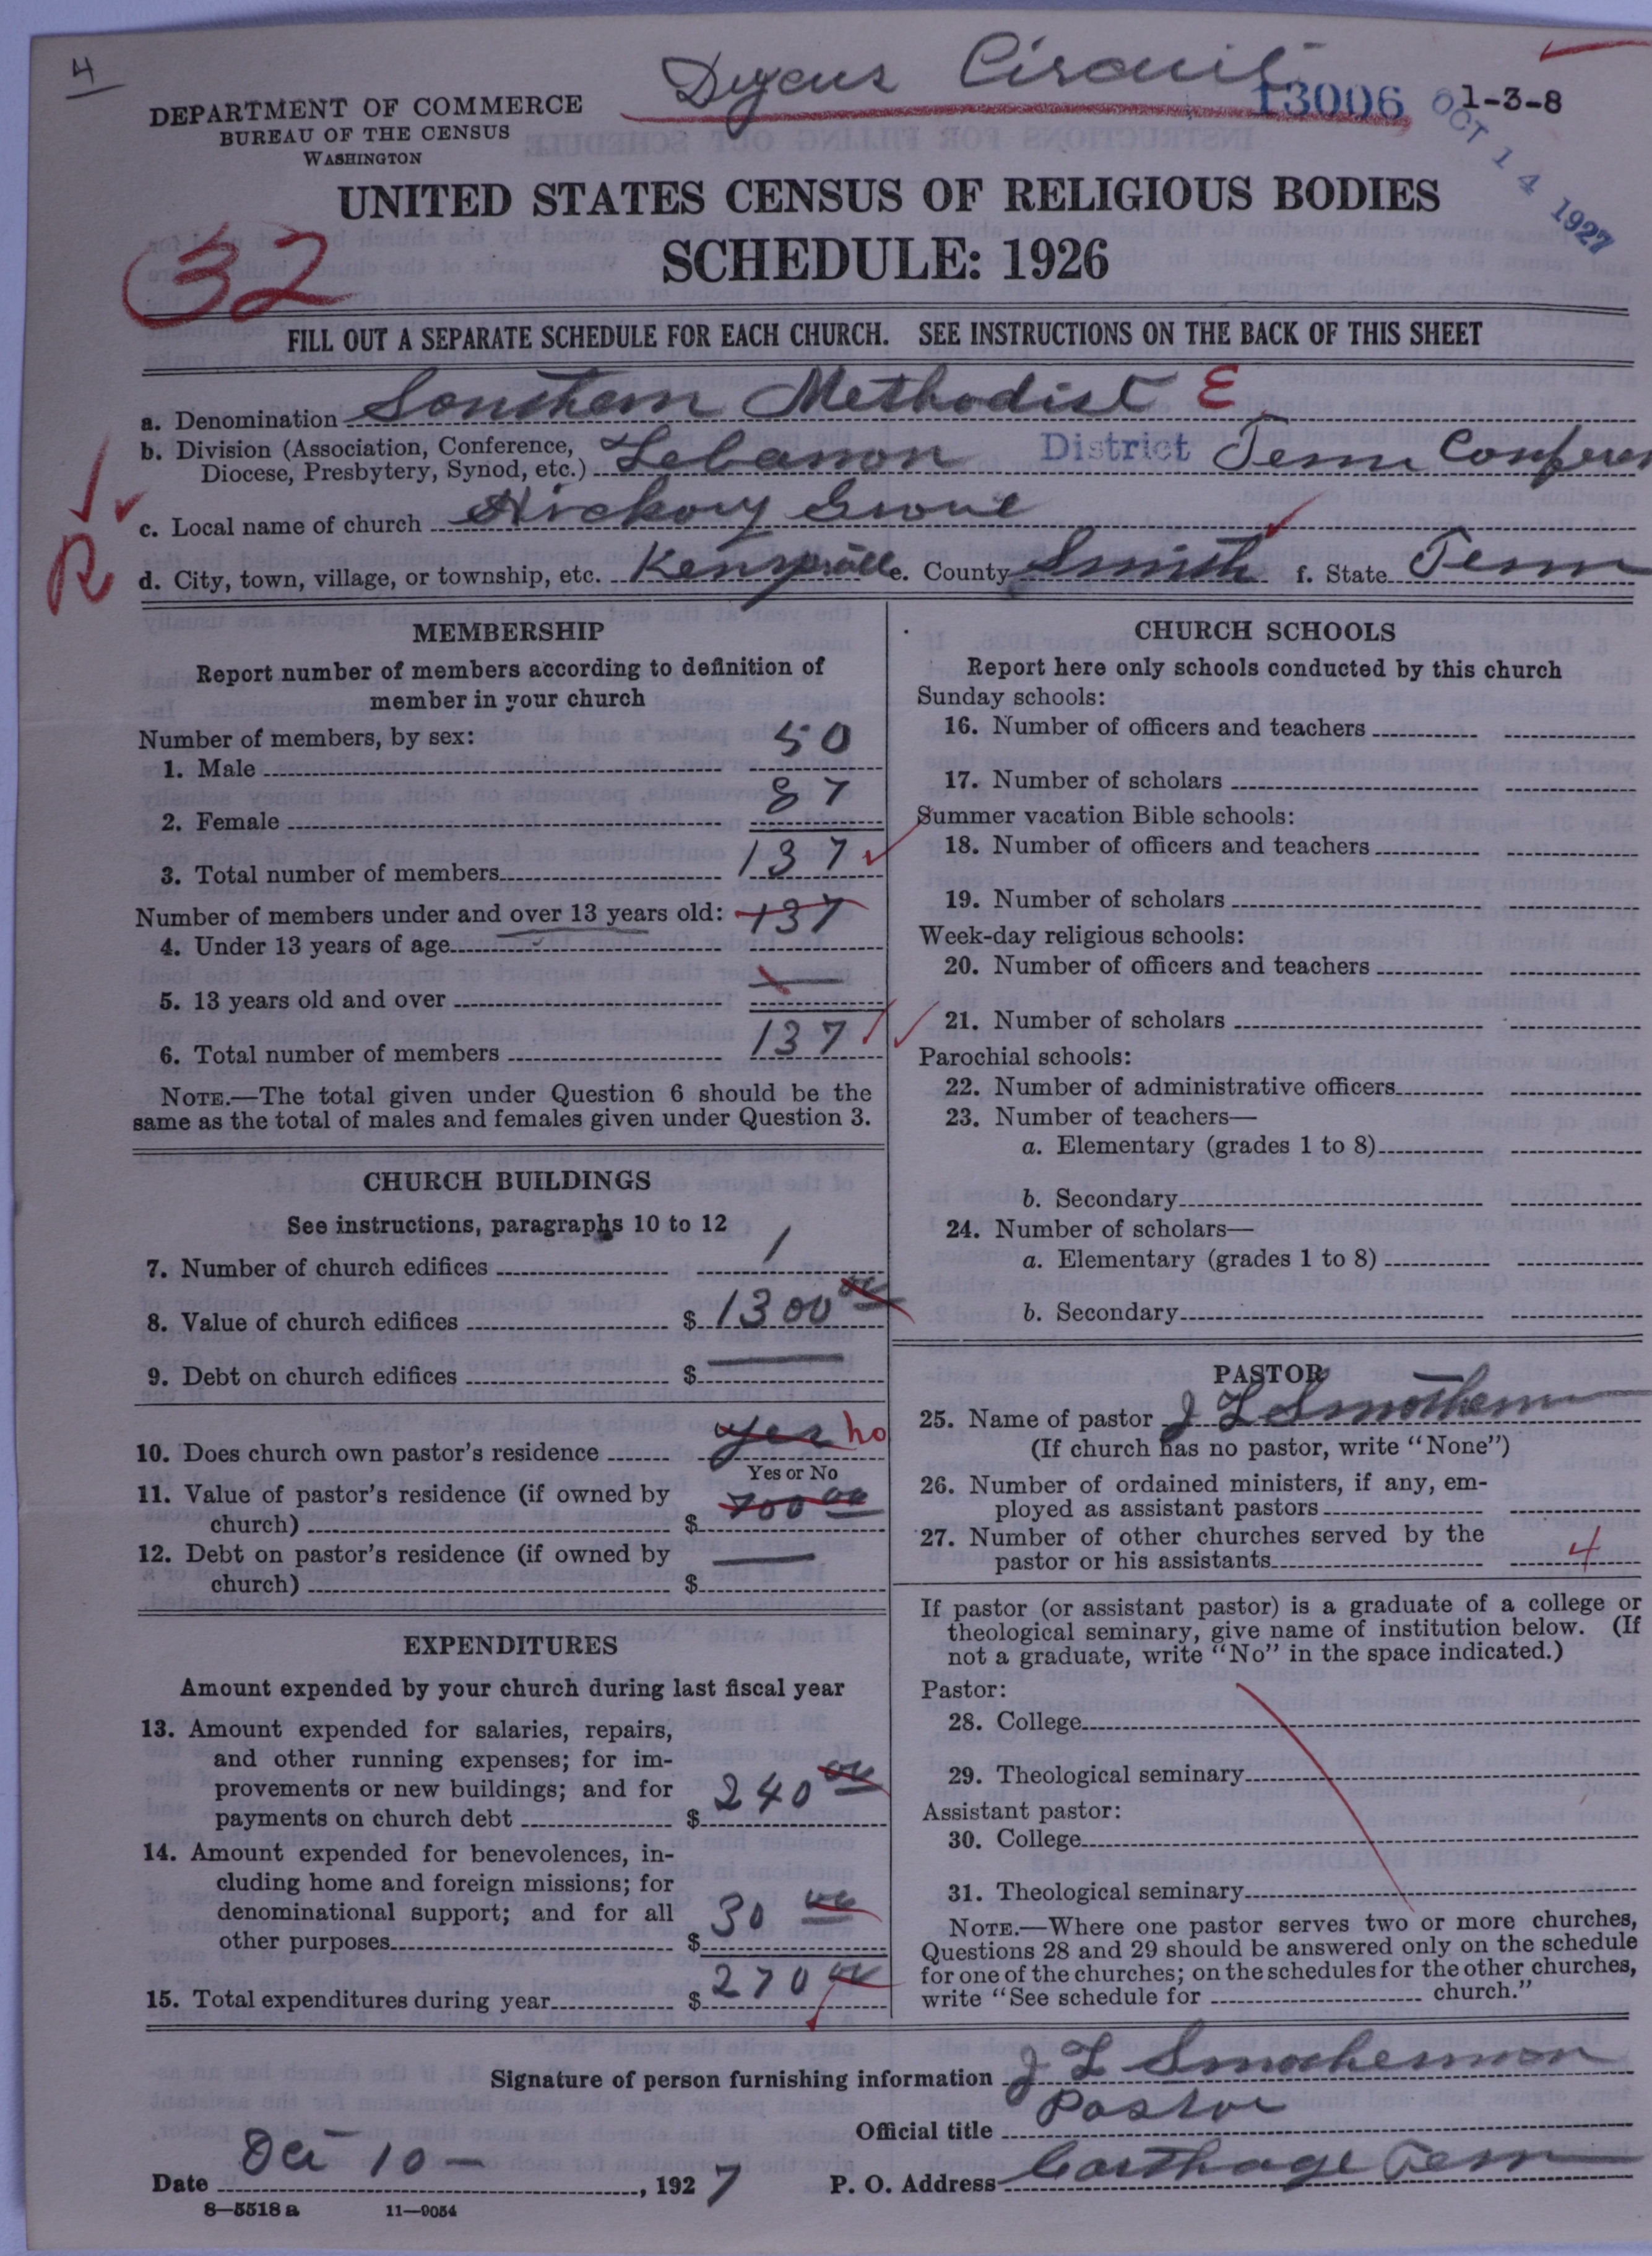 4
Dycus Circuit
13006
1-3-8
OCT 14 1927
DEPARTMENT OF COMMERCE
BUREAU OF THE CENSUS
WASHINGTON
UNITED STATES CENSUS OF RELIGIOUS BODIES
SCHEDULE: 1926
32
FILL OUT A SEPARATE SCHEDULE FOR EACH CHURCH. SEE INSTRUCTIONS ON THE BACK OF THIS SHEET
a. Denomination Southern Methodist E
b. Division (Association, Conference,
Diocese, Presbytery, Synod, etc.) Lebanon District Tenn Conferen
c. Local name of church Hickory Grove
R
d. City, town, village, or township, etc. e. County Smith f. State Tenn
MEMBERSHIP
Report number of members according to definition of
member in your church
Number of members, by sex:
1. Male 50
2. Female 87
3. Total number of members 137
Number of members under and over 13 years old: 137
4. Under 13 years of age
5. 13 years old and over
6. Total number of members 137
NOTE.—The total given under Question 6 should be the
same as the total of males and females given under Question 3.
CHURCH BUILDINGS
See instructions, paragraphs 10 to 12
7. Number of church edifices 1
8. Value of church edifices $ 1300 00
9. Debt on church edifices $
10. Does church own pastor's residence yes no
Yes or No
11. Value of pastor's residence (if owned by
church) $ 700 00
12. Debt on pastor's residence (if owned by
church) $
EXPENDITURES
Amount expended by your church during last fiscal year
13. Amount expended for salaries, repairs,
and other running expenses; for im-
provements or new buildings; and for
payments on church debt $ 240 00
14. Amount expended for benevolences, in-
cluding home and foreign missions; for
denominational support; and for all
other purposes $ 30 00
15. Total expenditures during year $ 270 00
CHURCH SCHOOLS
Report here only schools conducted by this church
Sunday schools:
16. Number of officers and teachers
17. Number of scholars
Summer vacation Bible schools:
18. Number of officers and teachers
19. Number of scholars
Week-day religious schools:
20. Number of officers and teachers
21. Number of scholars
Parochial schools:
22. Number of administrative officers
23. Number of teachers—
a. Elementary (grades 1 to 8)
b. Secondary
24. Number of scholars—
a. Elementary (grades 1 to 8)
b. Secondary
PASTOR
25. Name of pastor J L Smothermn
(If church has no pastor, write "None")
26. Number of ordained ministers, if any, em-
ployed as assistant pastors
27. Number of other churches served by the
pastor or his assistants 4
If pastor (or assistant pastor) is a graduate of a college or
theological seminary, give name of institution below. (If
not a graduate, write "No" in the space indicated.)
Pastor:
28. College
29. Theological seminary
Assistant pastor:
30. College
31. Theological seminary
NOTE.—Where one pastor serves two or more churches,
Questions 28 and 29 should be answered only on the schedule
for one of the churches; on the schedules for the other churches,
write "See schedule for church."
Signature of person furnishing information J L Smotherman
Official title Pastor
Date Oct 10 — , 1927 P. O. Address Carthage Tenn
8—5518 a 11—9054